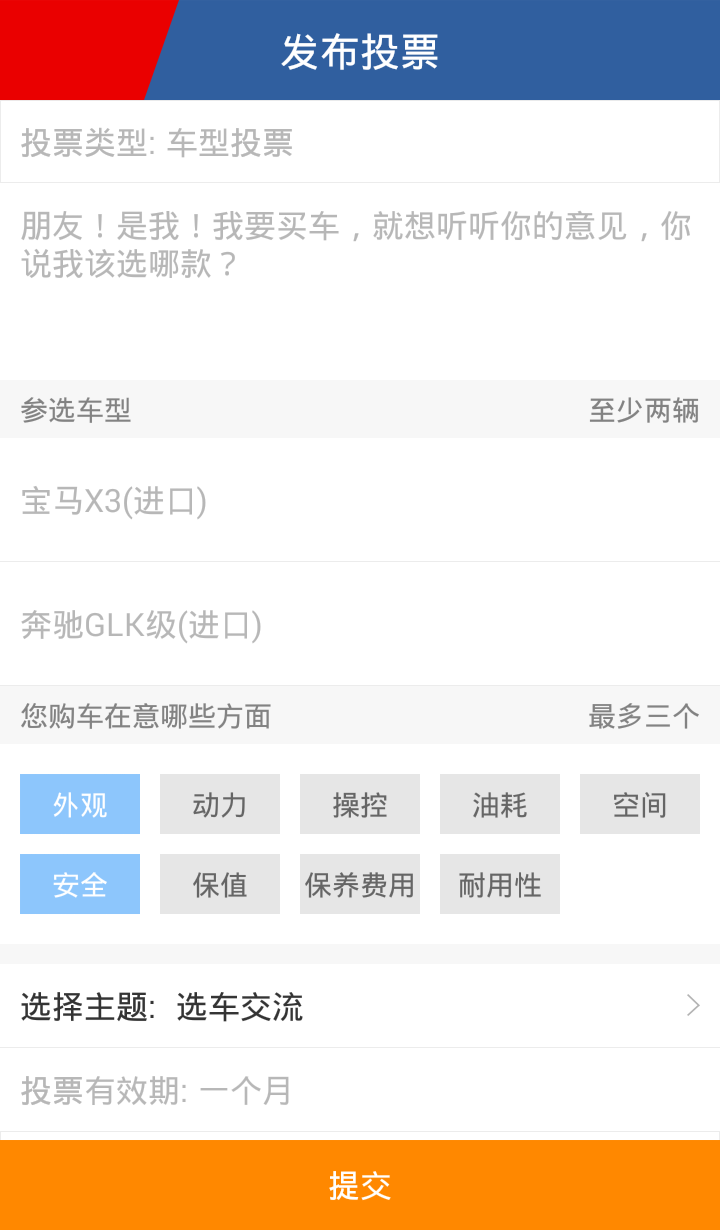 发布投票
投票类型: 车型投票
朋友！是我！我要买车，就想听听你的意见，你
说我该选哪款？
参选车型 至少两辆
宝马X3(进口)
奔驰GLK级(进口)
您购车在意哪些方面 最多三个
外观 动力 操控 油耗 空间
安全 保值 保养费用 耐用性
选择主题: 选车交流
投票有效期: 一个月
提交